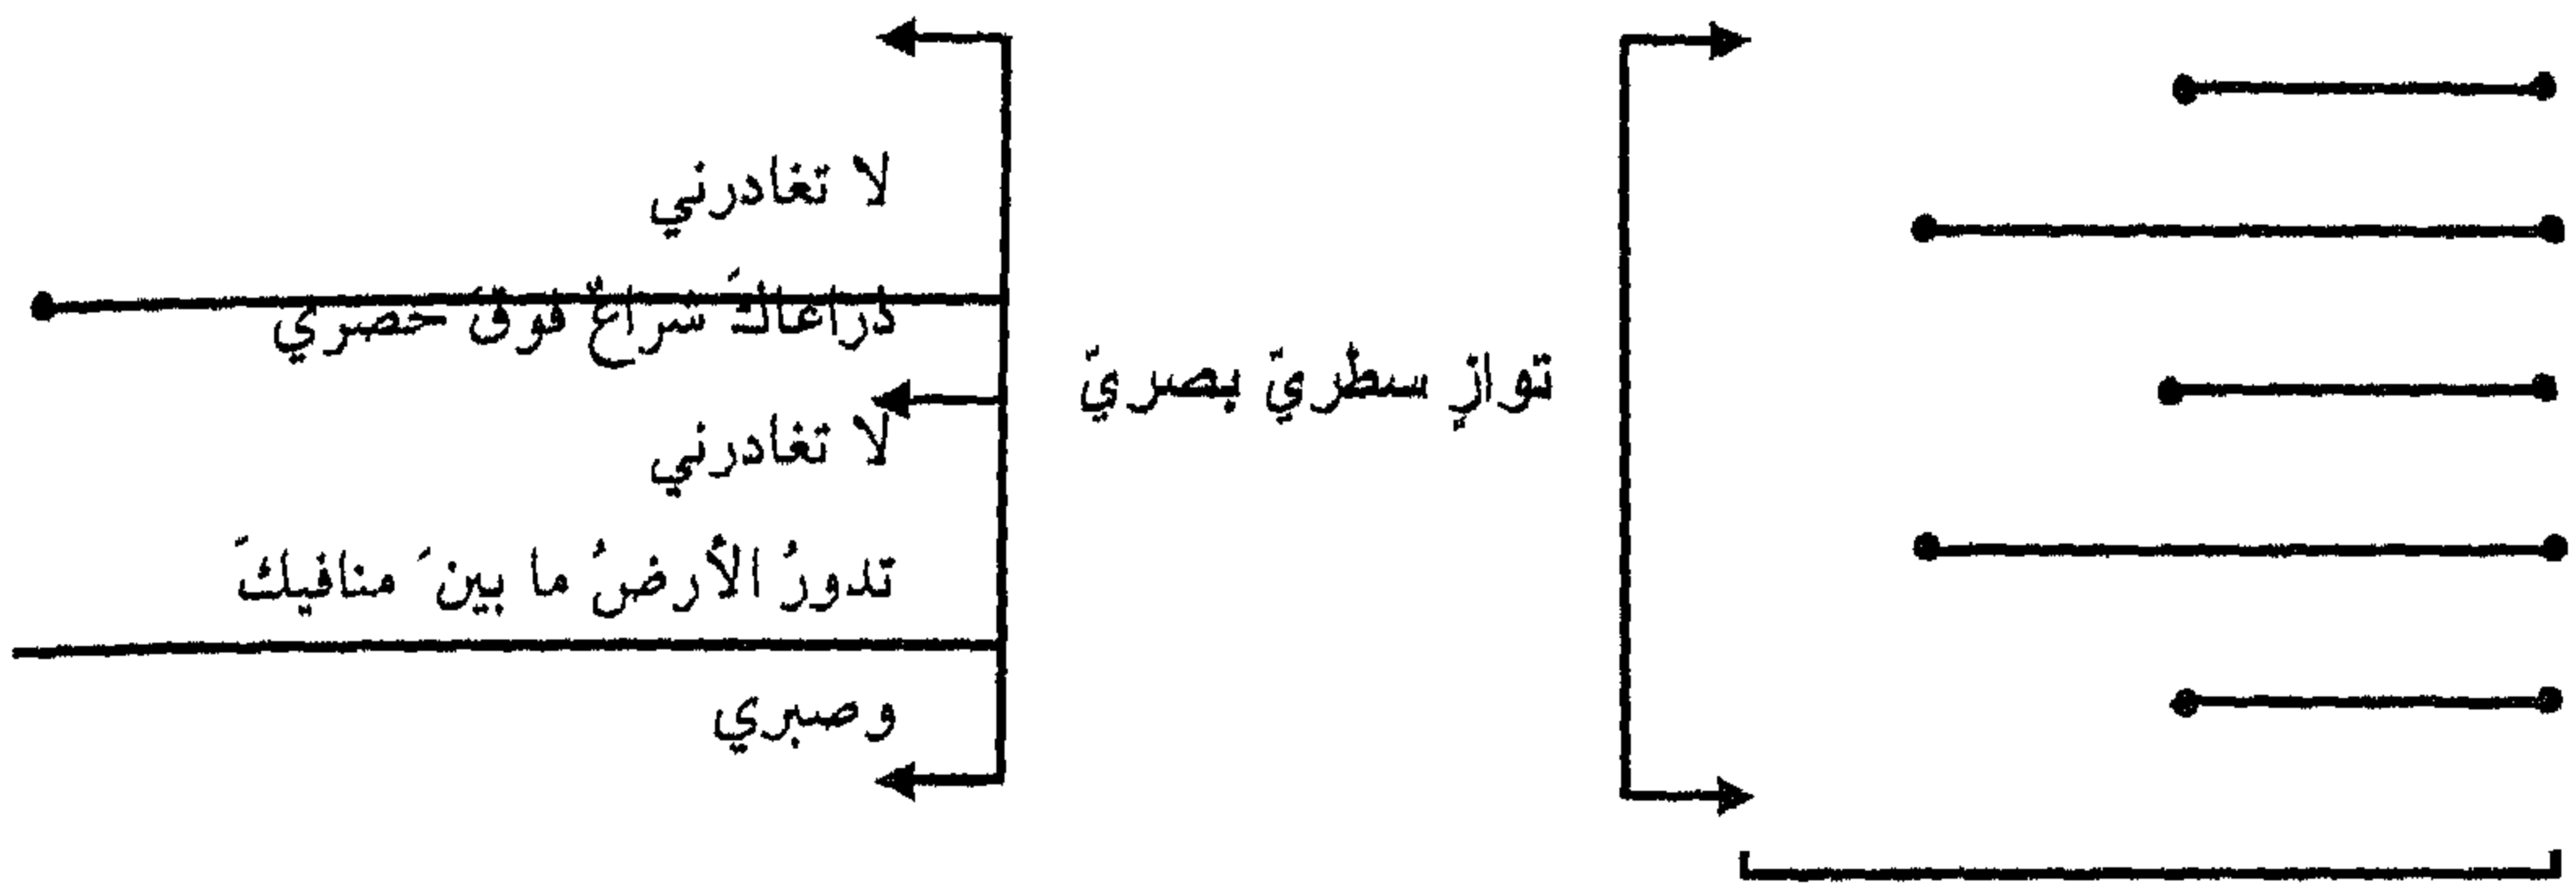 توازٍ سطريّ بصريّ
لا تغادرني
ذراعاكَ شراعٌ فوقَ خصري
لا تغادرني
تدورُ الأرضُ ما بينَ منافيكَ
وصبري